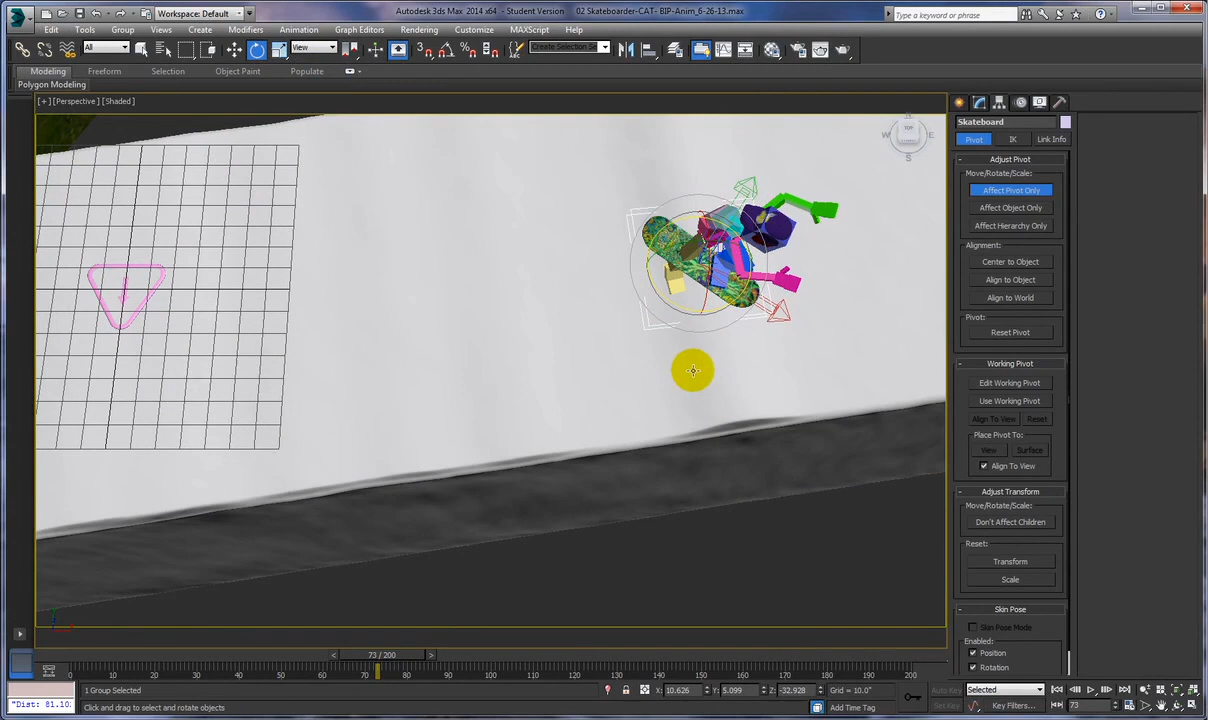 Workspace: Default
Autodesk 3ds Max 2014 x64 - Student Version 02 Skateboarder-CAT- BIP-Anim_6-26-13.max
Type a keyword or phrase
Edit Tools Group Views Create Modifiers Animation Graph Editors Rendering Customize MAXScript Help
All View Create Selection Se
Modeling Freeform Selection Object Paint Populate
Polygon Modeling
[+] [Perspective] [Shaded]
Skateboard
Pivot IK Link Info
- Adjust Pivot
Move/Rotate/Scale:
Affect Pivot Only
Affect Object Only
Affect Hierarchy Only
Alignment:
Center to Object
Align to Object
Align to World
Pivot:
Reset Pivot
- Working Pivot
Edit Working Pivot
Use Working Pivot
Align To View Reset
Place Pivot To:
View Surface
Align To View
- Adjust Transform
Move/Rotate/Scale:
Don't Affect Children
Reset:
Transform
Scale
- Skin Pose
Skin Pose Mode
Enabled:
Position
Rotation
W TOP E
S
< 73 / 200 >
0 10 20 30 40 50 60 70 80 90 100 110 120 130 140 150 160 170 180 190 200
1 Group Selected X: 10.626 Y: 5.099 Z: -32.928 Grid = 10.0" Auto Key Selected
"Dist: 81.10 Click and drag to select and rotate objects Add Time Tag Set Key Key Filters... 73